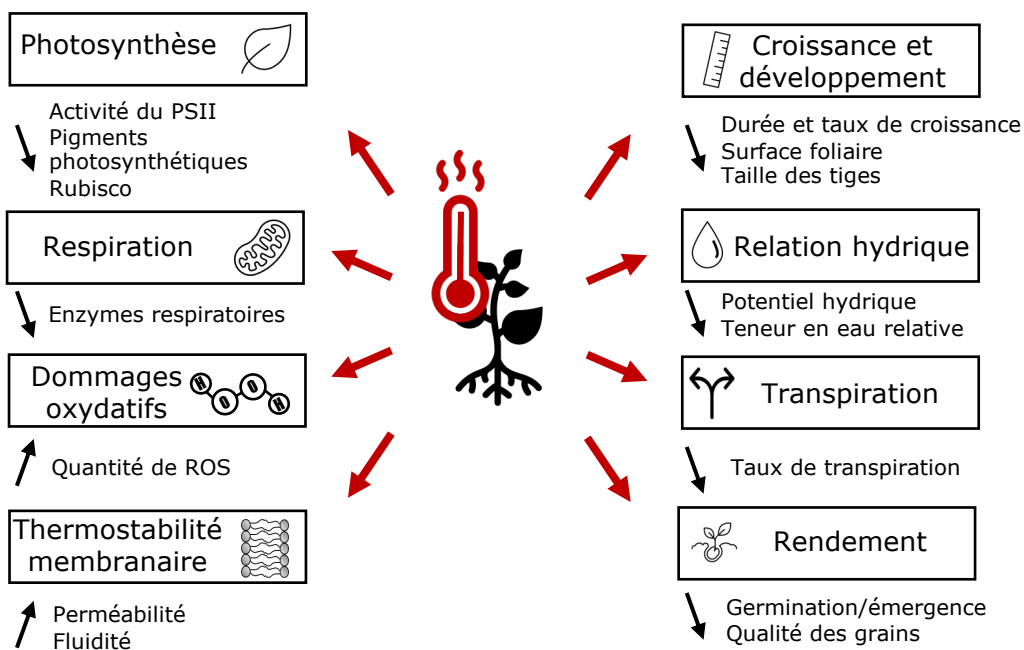 Photosynthèse
Activité du PSII
Pigments
photosynthétiques
Rubisco
Respiration
Enzymes respiratoires
Dommages
oxydatifs
H
O
O
H
Quantité de ROS
Thermostabilité
membranaire
Perméabilité
Fluidité
Croissance et
développement
Durée et taux de croissance
Surface foliaire
Taille des tiges
Relation hydrique
Potentiel hydrique
Teneur en eau relative
Transpiration
Taux de transpiration
Rendement
Germination/émergence
Qualité des grains